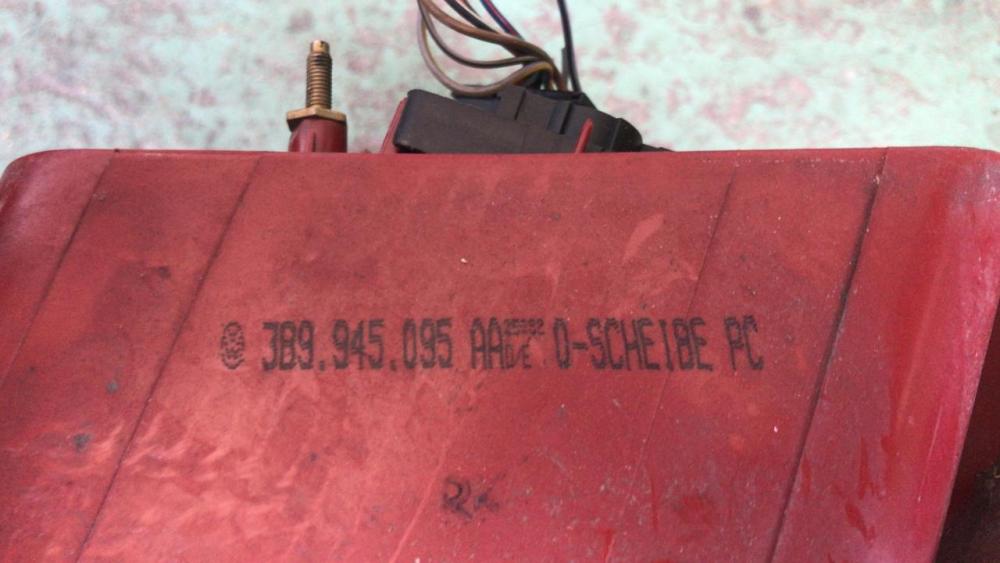 3B9.945.095 AA D/E O-SCHEIBE PC